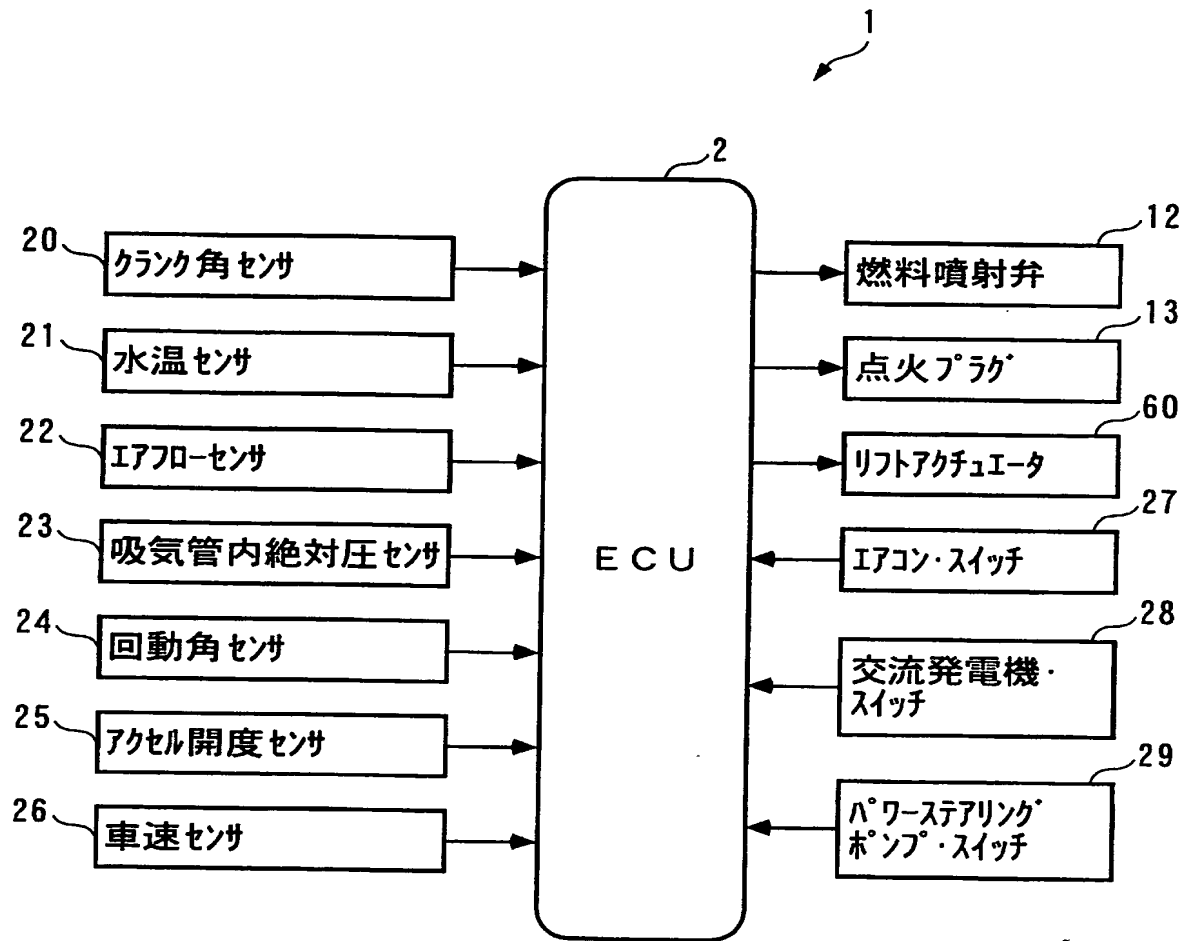 1
2
20
クランク角センサ
21
水温センサ
22
エアフローセンサ
23
吸気管内絶対圧センサ
24
回動角センサ
25
アクセル開度センサ
26
車速センサ
ECU
12
燃料噴射弁
13
点火プラグ
60
リフトアクチュエータ
27
エアコン・スイッチ
28
交流発電機・
スイッチ
29
パワーステアリング
ポンプ・スイッチ